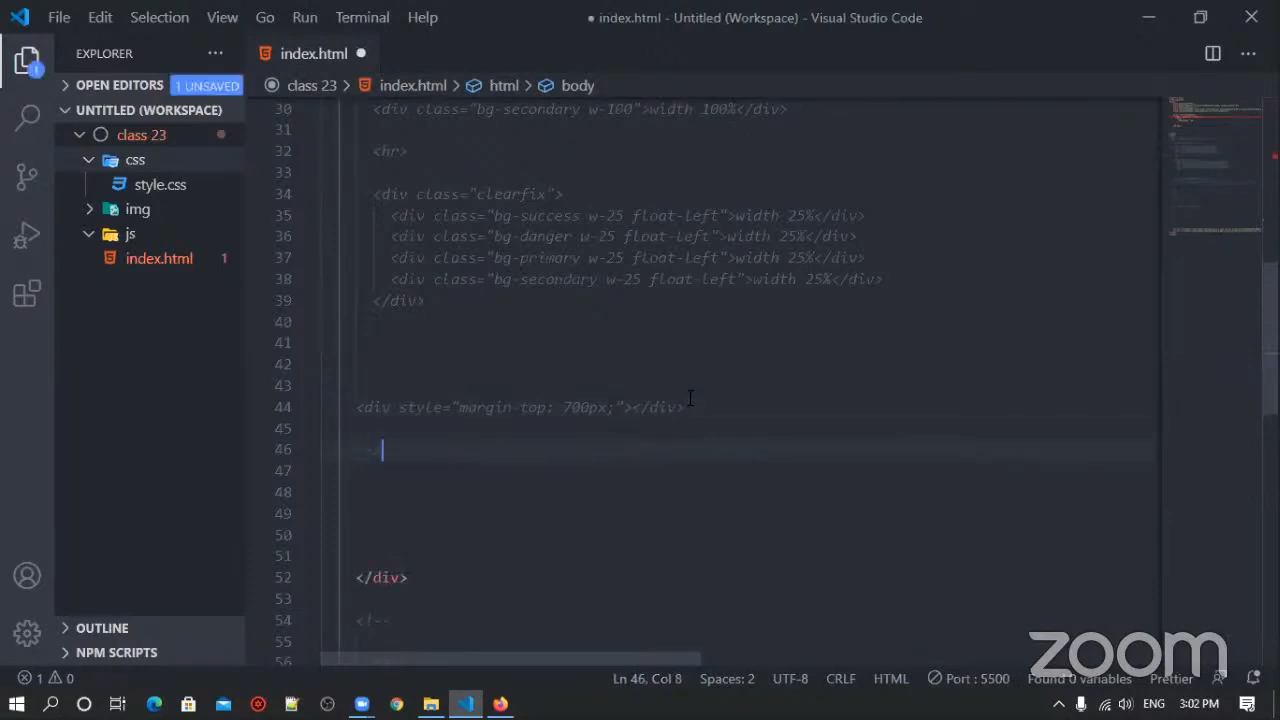 File Edit Selection View Go Run Terminal Help
● index.html - Untitled (Workspace) - Visual Studio Code
EXPLORER
index.html
OPEN EDITORS 1 UNSAVED
class 23 > index.html > html > body
UNTITLED (WORKSPACE)
class 23
css
style.css
img
js
index.html 1
30 <div class="bg-secondary w-100">width 100%</div>
31
32 <hr>
33
34 <div class="clearfix">
35 <div class="bg-success w-25 float-left">width 25%</div>
36 <div class="bg-danger w-25 float-left">width 25%</div>
37 <div class="bg-primary w-25 float-left">width 25%</div>
38 <div class="bg-secondary w-25 float-left">width 25%</div>
39 </div>
40
41
42
43
44 <div style="margin-top: 700px;"></div>
45
46
47
48
49
50
51
52 </div>
53
54 <!--
55
56
OUTLINE
NPM SCRIPTS
zoom
1 0
Ln 46, Col 8 Spaces: 2 UTF-8 CRLF HTML Port : 5500 Found 0 variables Prettier
ENG 3:02 PM